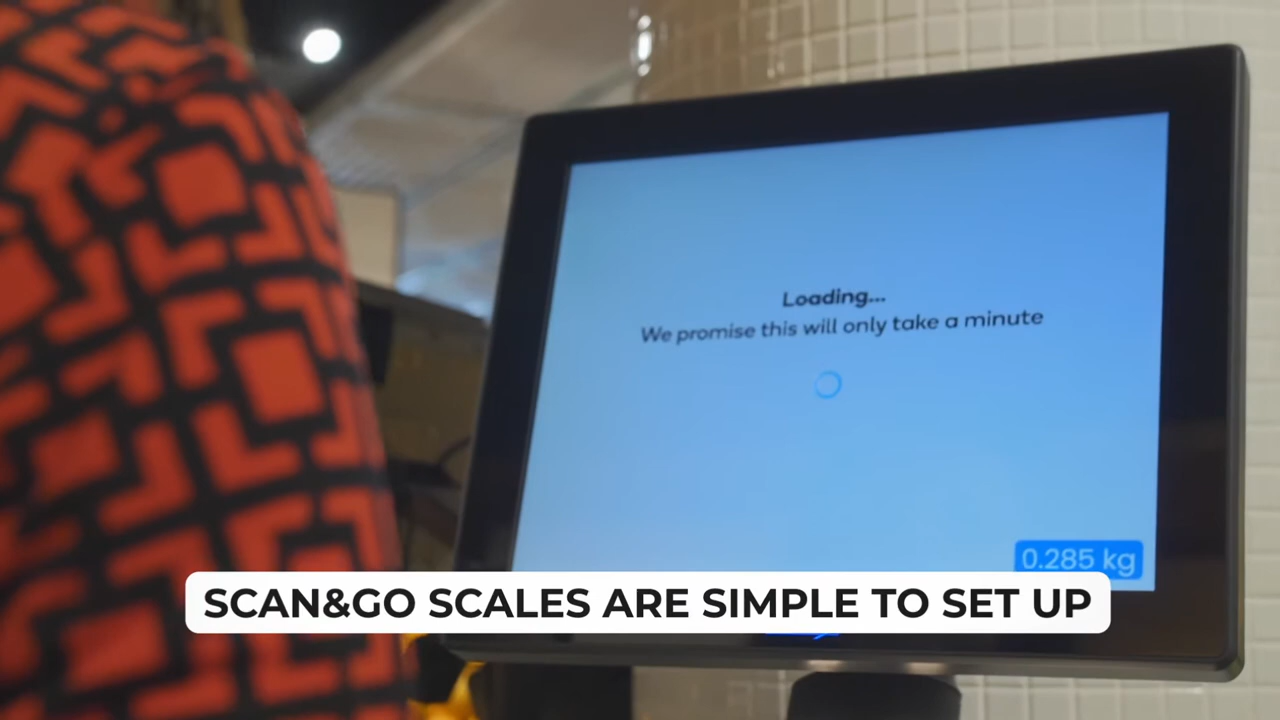 Loading...
We promise this will only take a minute
0.285 kg
SCAN&GO SCALES ARE SIMPLE TO SET UP